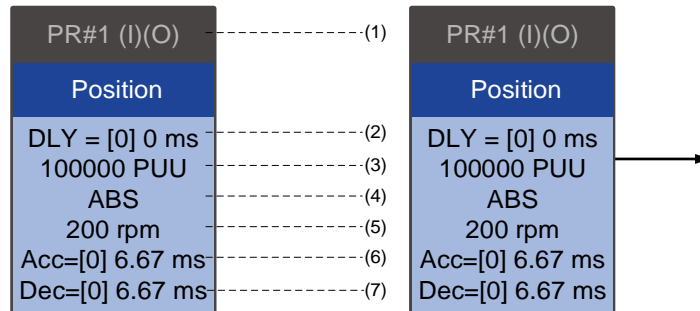 PR#1 (I)(O)
(1)
PR#1 (I)(O)
Position
Position
DLY = [0] 0 ms
(2)
DLY = [0] 0 ms
100000 PUU
(3)
100000 PUU
ABS
(4)
ABS
200 rpm
(5)
200 rpm
Acc=[0] 6.67 ms
(6)
Acc=[0] 6.67 ms
Dec=[0] 6.67 ms
(7)
Dec=[0] 6.67 ms